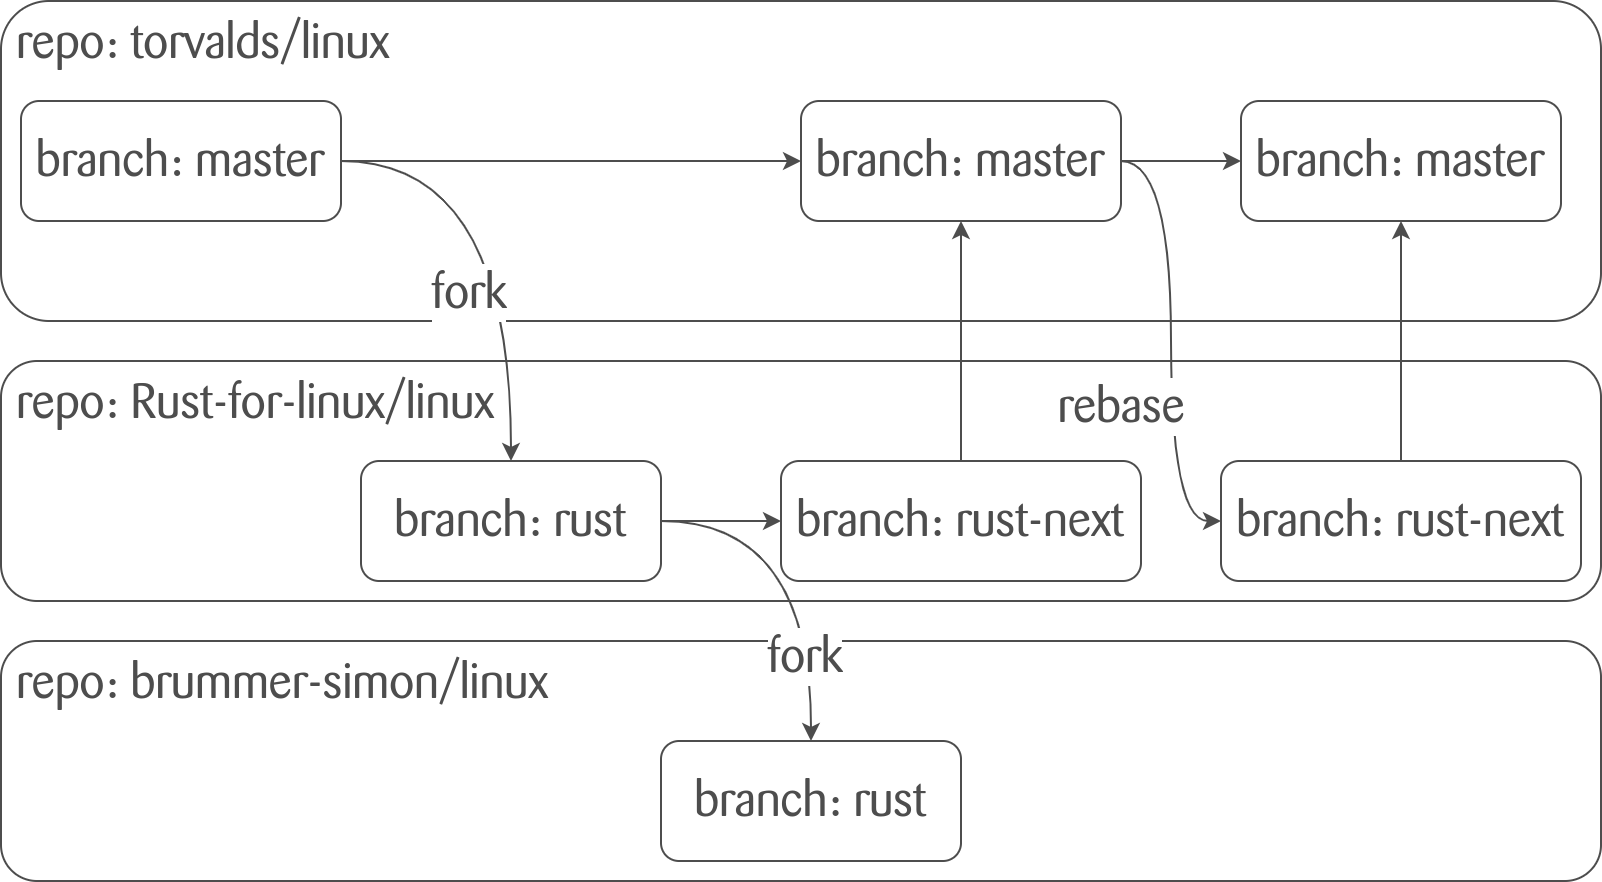 repo: torvalds/linux
branch: master
branch: master
branch: master
fork
repo: Rust-for-linux/linux
rebase
branch: rust
branch: rust-next
branch: rust-next
fork
repo: brummer-simon/linux
branch: rust